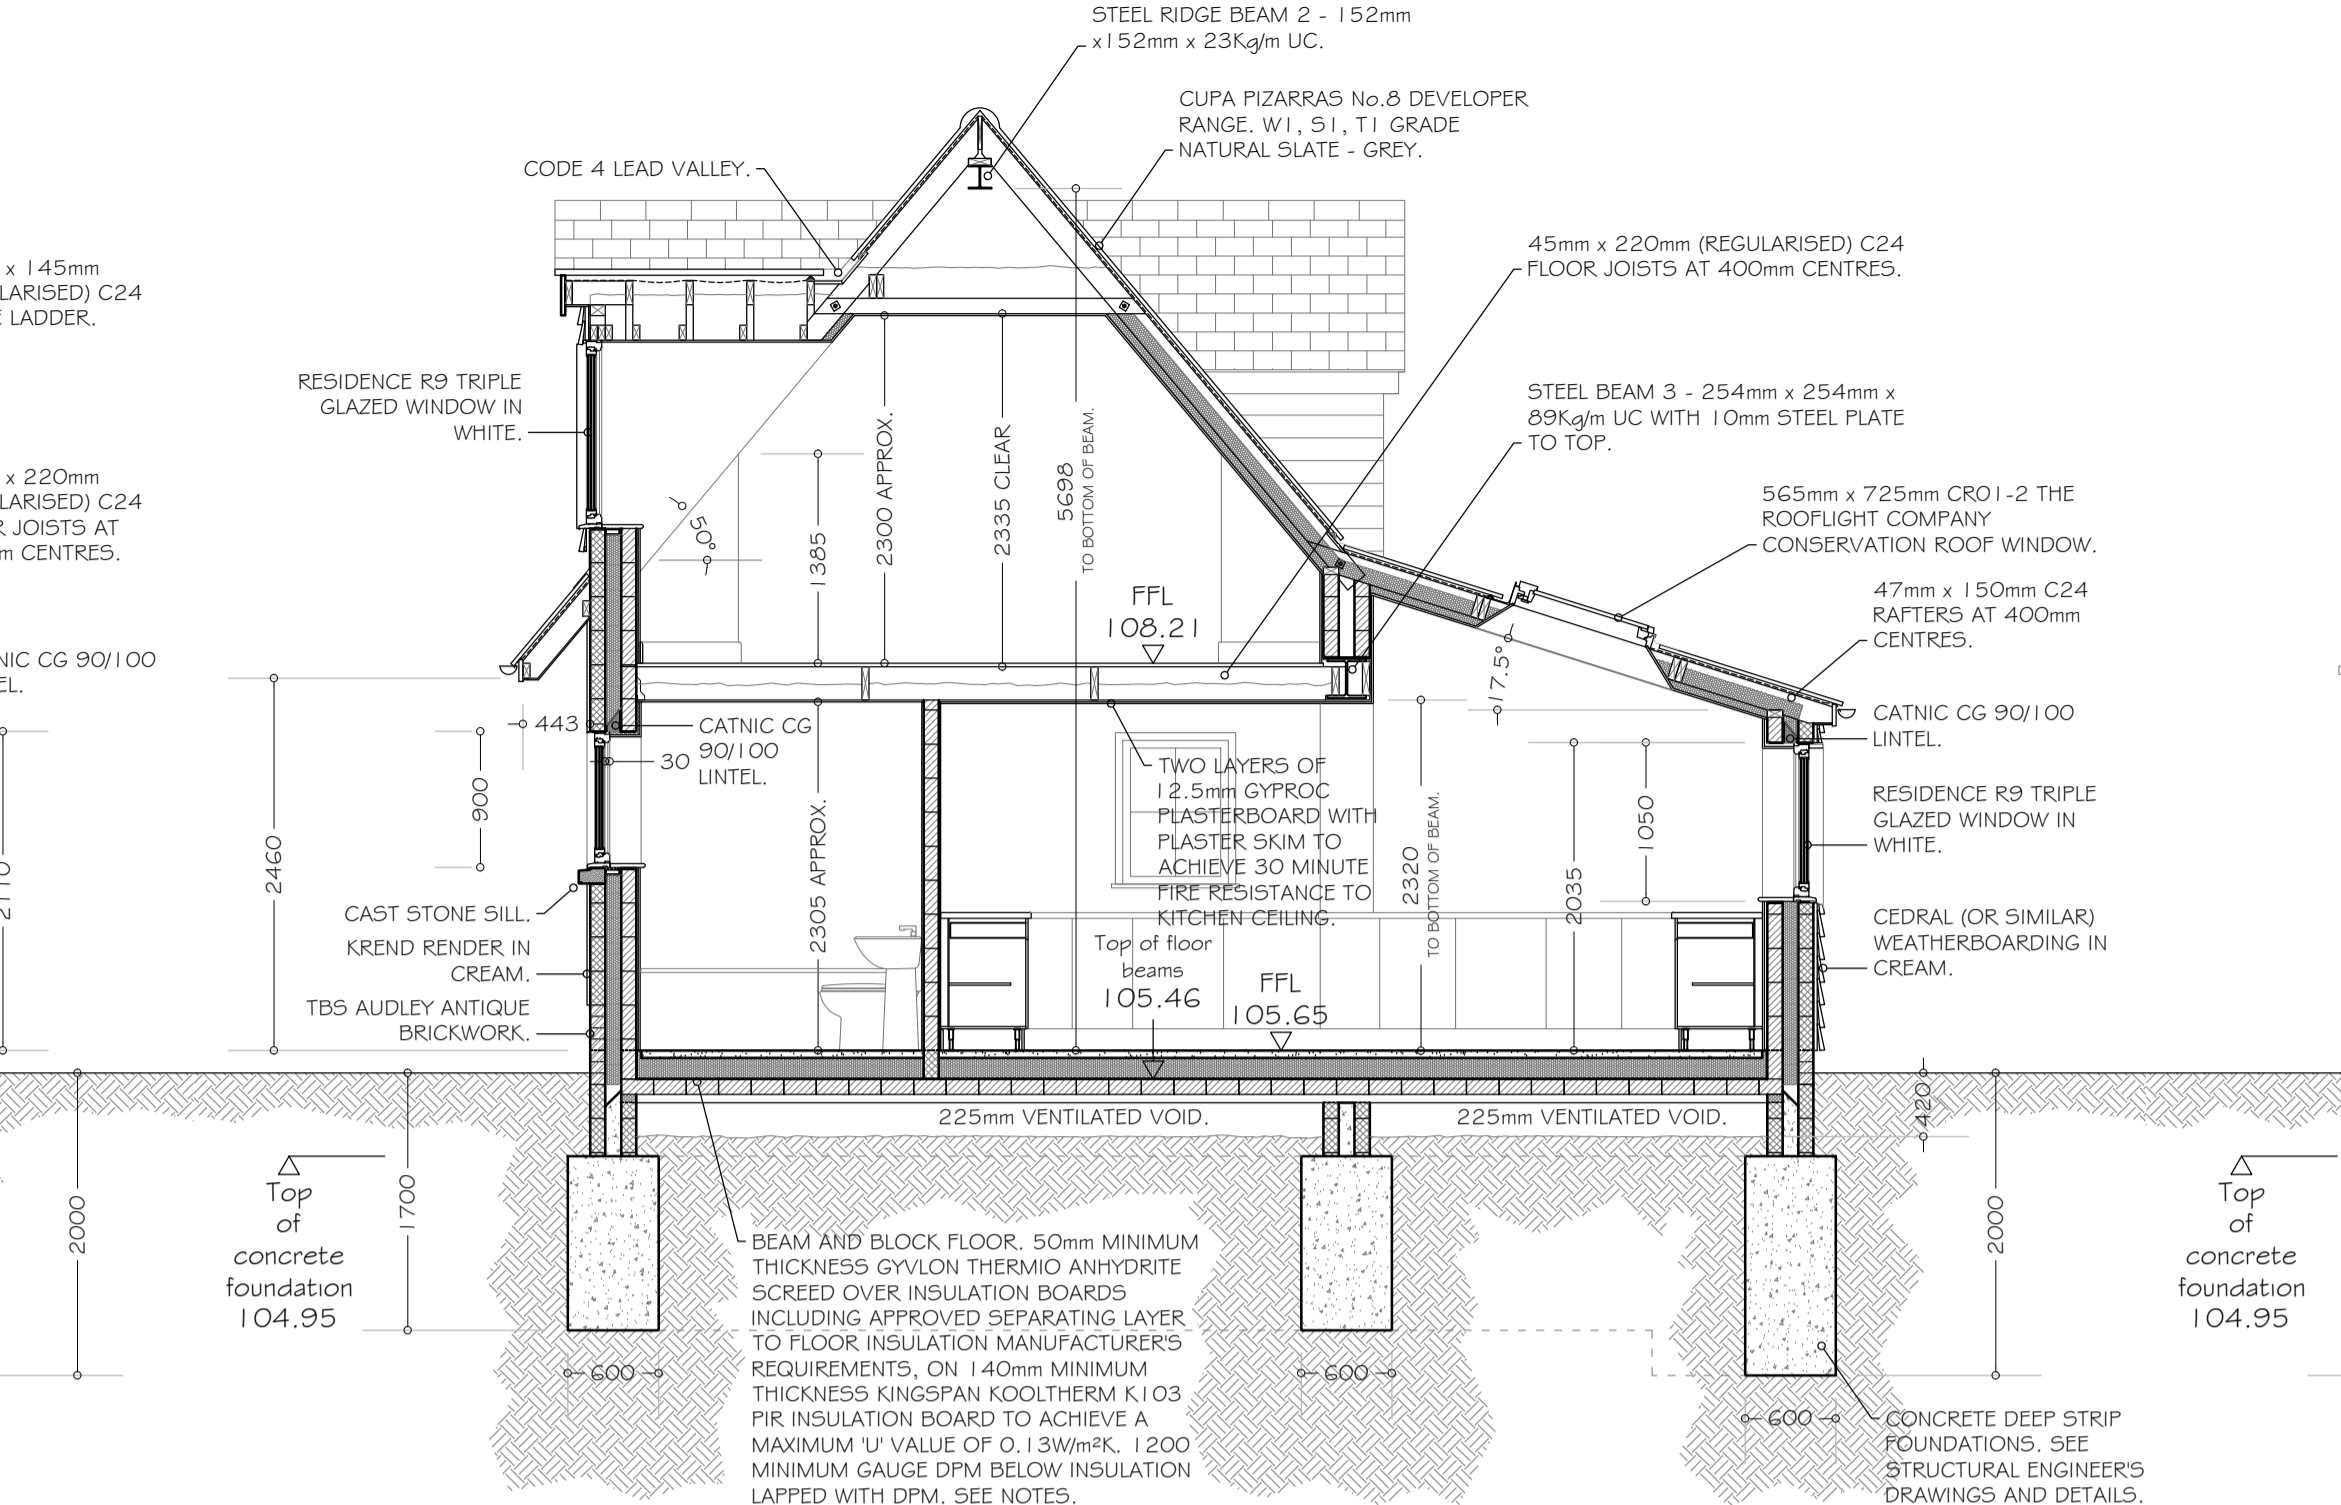 STEEL RIDGE BEAM 2 - 152mm
x152mm x 23Kg/m UC.
CUPA PIZARRAS No.8 DEVELOPER
RANGE. W1, S1, T1 GRADE
NATURAL SLATE - GREY.
CODE 4 LEAD VALLEY.
45mm x 220mm (REGULARISED) C24
FLOOR JOISTS AT 400mm CENTRES.
x 145mm
LARISED) C24
E LADDER.
RESIDENCE R9 TRIPLE
GLAZED WINDOW IN
WHITE.
STEEL BEAM 3 - 254mm x 254mm x
89Kg/m UC WITH 10mm STEEL PLATE
TO TOP.
x 220mm
LARISED) C24
R JOISTS AT
m CENTRES.
565mm x 725mm CR01-2 THE
ROOFLIGHT COMPANY
CONSERVATION ROOF WINDOW.
50°
1385
2300 APPROX.
2335 CLEAR
5698
TO BOTTOM OF BEAM.
FFL
108.21
47mm x 150mm C24
RAFTERS AT 400mm
CENTRES.
17.5°
NIC CG 90/100
EL.
443
CATNIC CG
90/100
LINTEL.
30
900
2460
2110
CATNIC CG 90/100
LINTEL.
TWO LAYERS OF
12.5mm GYPROC
PLASTERBOARD WITH
PLASTER SKIM TO
ACHIEVE 30 MINUTE
FIRE RESISTANCE TO
KITCHEN CEILING.
2305 APPROX.
2320
TO BOTTOM OF BEAM.
2035
1050
RESIDENCE R9 TRIPLE
GLAZED WINDOW IN
WHITE.
CAST STONE SILL.
KREND RENDER IN
CREAM.
TBS AUDLEY ANTIQUE
BRICKWORK.
Top of floor
beams
105.46
FFL
105.65
CEDRAL (OR SIMILAR)
WEATHERBOARDING IN
CREAM.
225mm VENTILATED VOID.
225mm VENTILATED VOID.
420
2000
1700
2000
Top
of
concrete
foundation
104.95
Top
of
concrete
foundation
104.95
BEAM AND BLOCK FLOOR. 50mm MINIMUM
THICKNESS GYVLON THERMIO ANHYDRITE
SCREED OVER INSULATION BOARDS
INCLUDING APPROVED SEPARATING LAYER
TO FLOOR INSULATION MANUFACTURER'S
REQUIREMENTS, ON 140mm MINIMUM
THICKNESS KINGSPAN KOOLTHERM K103
PIR INSULATION BOARD TO ACHIEVE A
MAXIMUM 'U' VALUE OF 0.13W/m²K. 1200
MINIMUM GAUGE DPM BELOW INSULATION
LAPPED WITH DPM. SEE NOTES.
600
600
600
CONCRETE DEEP STRIP
FOUNDATIONS. SEE
STRUCTURAL ENGINEER'S
DRAWINGS AND DETAILS.